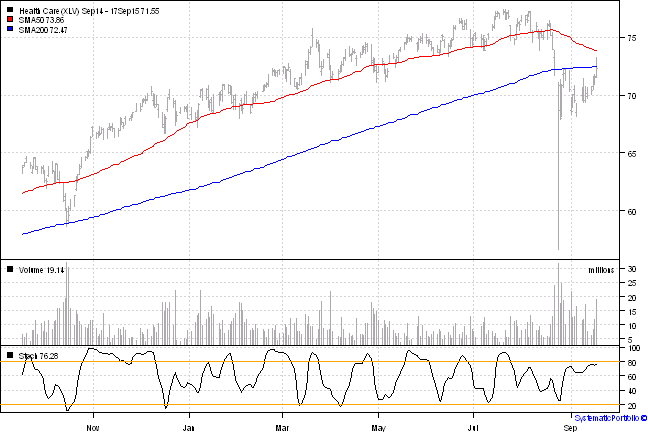 Health Care (XLV) Sep14 - 17Sep15 71.55
SMA50 73.86
SMA200 72.47
75
70
65
60
Volume 19.14
millions
30
25
20
15
10
5
Stoch 76.28
100
80
60
40
20
Nov Jan Mar May Jul Sep
SystematicPortfolio ©